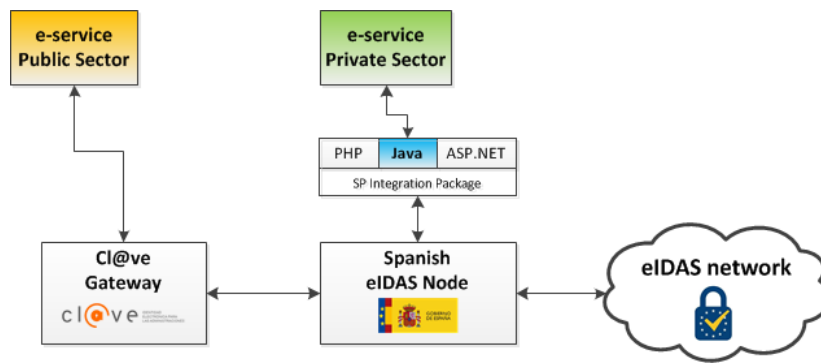 e-service
Public Sector
e-service
Private Sector
PHP
Java
ASP.NET
SP Integration Package
Cl@ve
Gateway
cl@ve
Spanish
eIDAS Node
GOBIERNO
DE ESPAÑA
eIDAS network